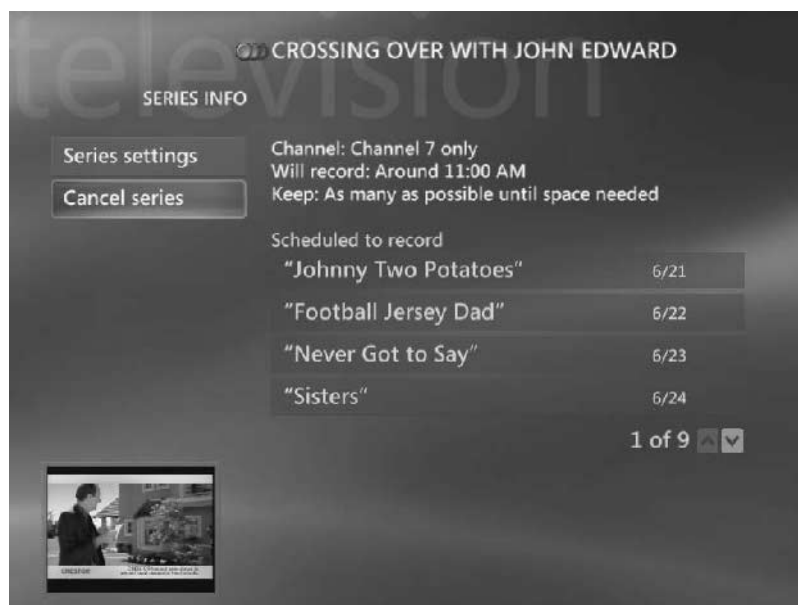 television
CROSSING OVER WITH JOHN EDWARD
SERIES INFO
Series settings
Cancel series
Channel: Channel 7 only
Will record: Around 11:00 AM
Keep: As many as possible until space needed
Scheduled to record
"Johnny Two Potatoes" 6/21
"Football Jersey Dad" 6/22
"Never Got to Say" 6/23
"Sisters" 6/24
1 of 9